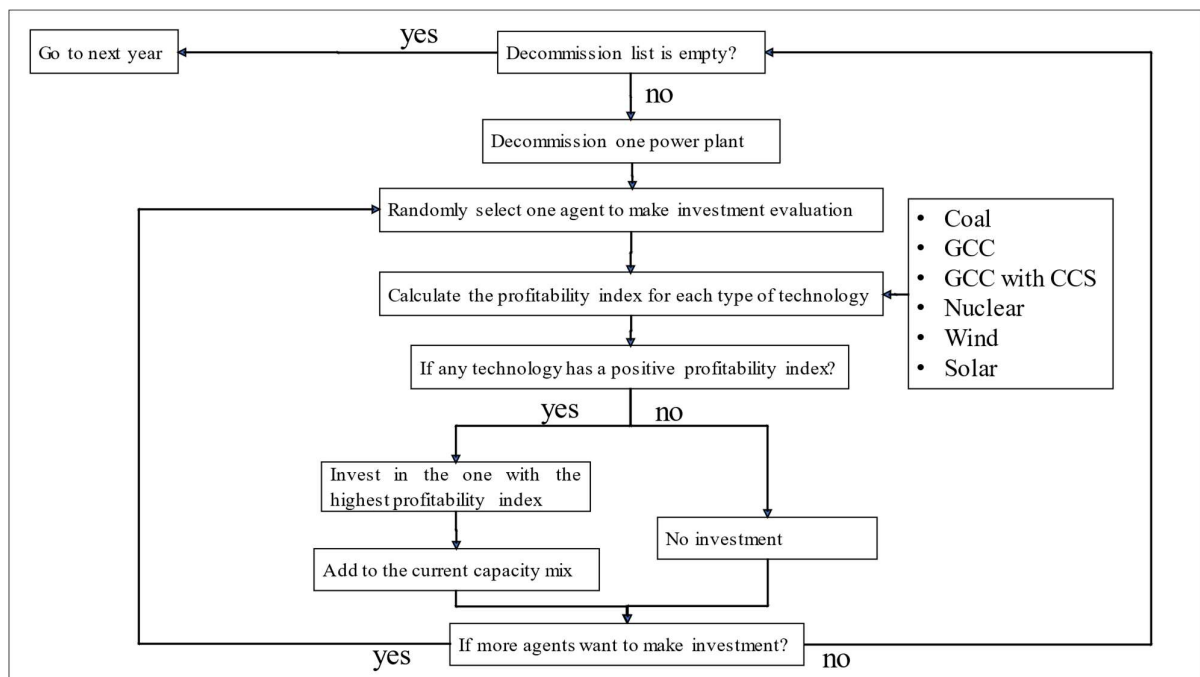 yes
Go to next year
Decommission list is empty?
no
Decommission one power plant
Randomly select one agent to make investment evaluation
• Coal
• GCC
• GCC with CCS
• Nuclear
• Wind
• Solar
Calculate the profitability index for each type of technology
If any technology has a positive profitability index?
yes
no
Invest in the one with the
highest profitability index
No investment
Add to the current capacity mix
If more agents want to make investment?
yes
no